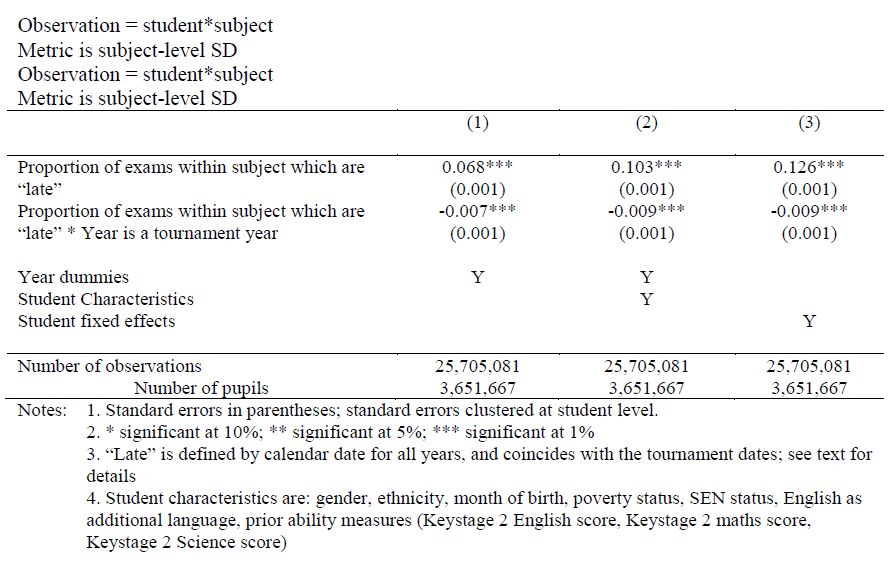 Observation = student*subject
Metric is subject-level SD
Observation = student*subject
Metric is subject-level SD
(1) (2) (3)
Proportion of exams within subject which are 0.068*** 0.103*** 0.126***
“late” (0.001) (0.001) (0.001)
Proportion of exams within subject which are -0.007*** -0.009*** -0.009***
“late” * Year is a tournament year (0.001) (0.001) (0.001)
Year dummies Y Y
Student Characteristics Y
Student fixed effects Y
Number of observations 25,705,081 25,705,081 25,705,081
Number of pupils 3,651,667 3,651,667 3,651,667
Notes: 1. Standard errors in parentheses; standard errors clustered at student level.
2. * significant at 10%; ** significant at 5%; *** significant at 1%
3. “Late” is defined by calendar date for all years, and coincides with the tournament dates; see text for
details
4. Student characteristics are: gender, ethnicity, month of birth, poverty status, SEN status, English as
additional language, prior ability measures (Keystage 2 English score, Keystage 2 maths score,
Keystage 2 Science score)